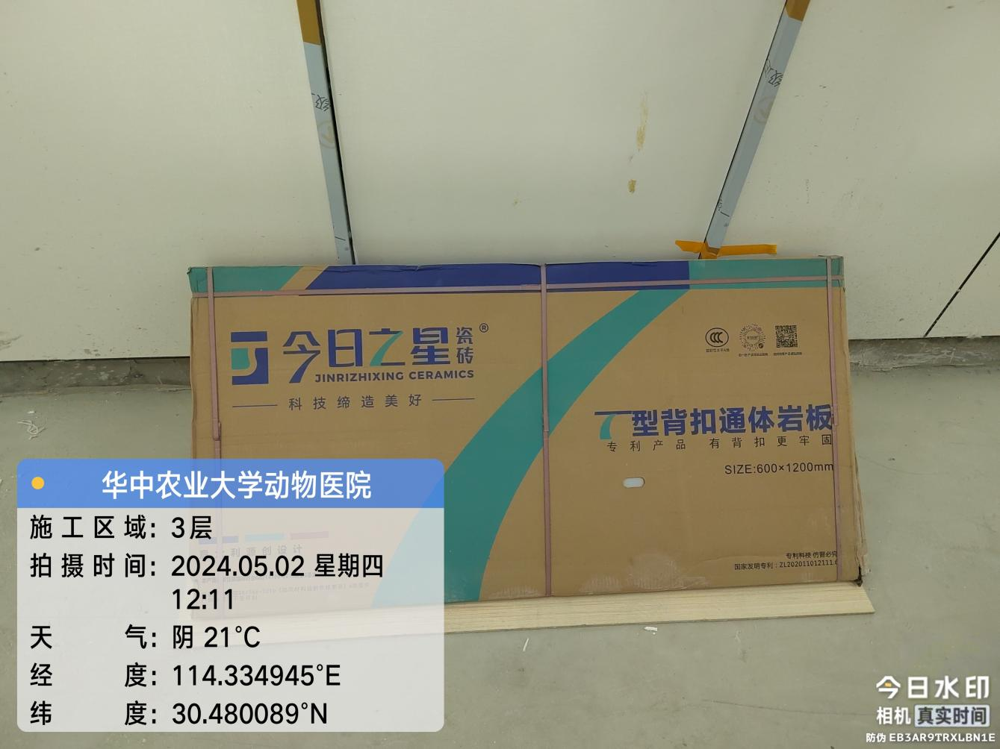 今日之星 瓷砖®
JINRIZHIXING CERAMICS
科技缔造美好
T型背扣通体岩板
专利产品 有背扣更牢固
SIZE:600×1200mm
专利科技 仿冒必究
国家发明专利：ZL202011012111.
华中农业大学动物医院
施工区域：3层
拍摄时间：2024.05.02 星期四
12:11
天气：阴 21℃
经度：114.334945°E
纬度：30.480089°N
今日水印
相机 真实时间
防伪 EB3AR9TRXLBN1E